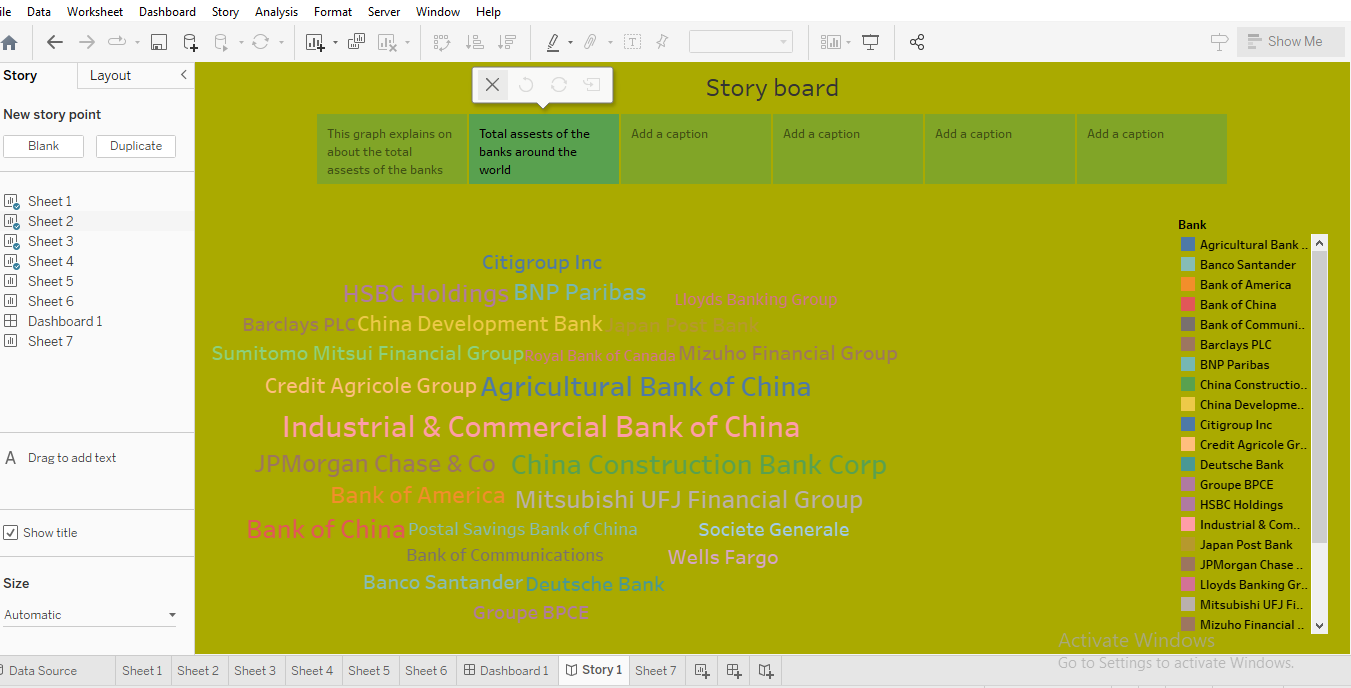 ile Data Worksheet Dashboard Story Analysis Format Server Window Help
Show Me
Story Layout
New story point
Blank Duplicate
Sheet 1
Sheet 2
Sheet 3
Sheet 4
Sheet 5
Sheet 6
Dashboard 1
Sheet 7
A Drag to add text
Show title
Size
Automatic
Story board
This graph explains on
about the total
assests of the banks
Total assests of the
banks around the
world
Add a caption
Add a caption
Add a caption
Add a caption
Citigroup Inc
HSBC Holdings BNP Paribas Lloyds Banking Group
Barclays PLC China Development Bank Japan Post Bank
Sumitomo Mitsui Financial Group Royal Bank of Canada Mizuho Financial Group
Credit Agricole Group Agricultural Bank of China
Industrial & Commercial Bank of China
JPMorgan Chase & Co China Construction Bank Corp
Bank of America Mitsubishi UFJ Financial Group
Bank of China Postal Savings Bank of China Societe Generale
Bank of Communications Wells Fargo
Banco Santander Deutsche Bank
Groupe BPCE
Bank
Agricultural Bank ..
Banco Santander
Bank of America
Bank of China
Bank of Communi..
Barclays PLC
BNP Paribas
China Constructio..
China Developme..
Citigroup Inc
Credit Agricole Gr..
Deutsche Bank
Groupe BPCE
HSBC Holdings
Industrial & Com..
Japan Post Bank
JPMorgan Chase ..
Lloyds Banking Gr..
Mitsubishi UFJ Fi..
Mizuho Financial ..
Activate Windows
Go to Settings to activate Windows.
Data Source Sheet 1 Sheet 2 Sheet 3 Sheet 4 Sheet 5 Sheet 6 Dashboard 1 Story 1 Sheet 7